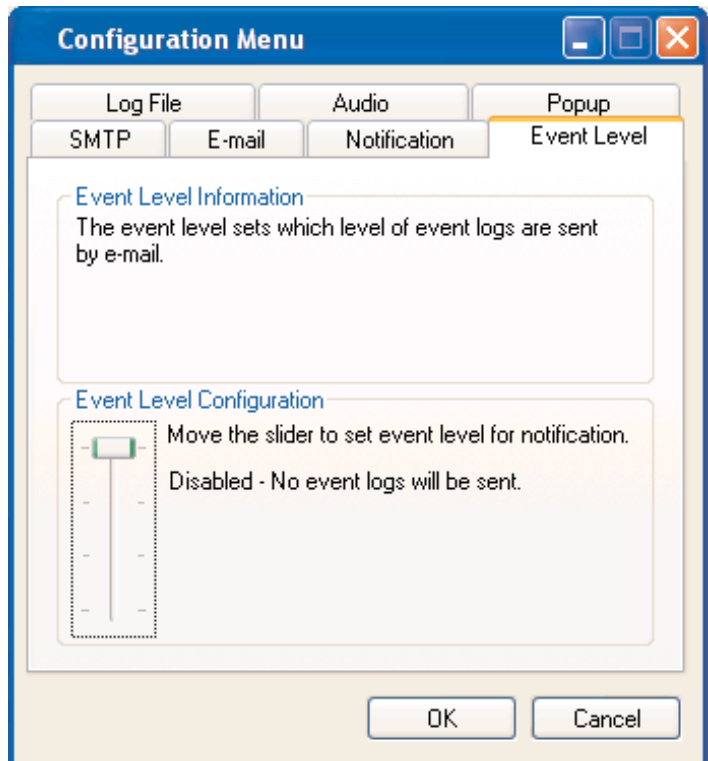 Configuration Menu
Log File
Audio
Popup
SMTP
E-mail
Notification
Event Level
Event Level Information
The event level sets which level of event logs are sent
by e-mail.
Event Level Configuration
Move the slider to set event level for notification.
Disabled - No event logs will be sent.
OK
Cancel